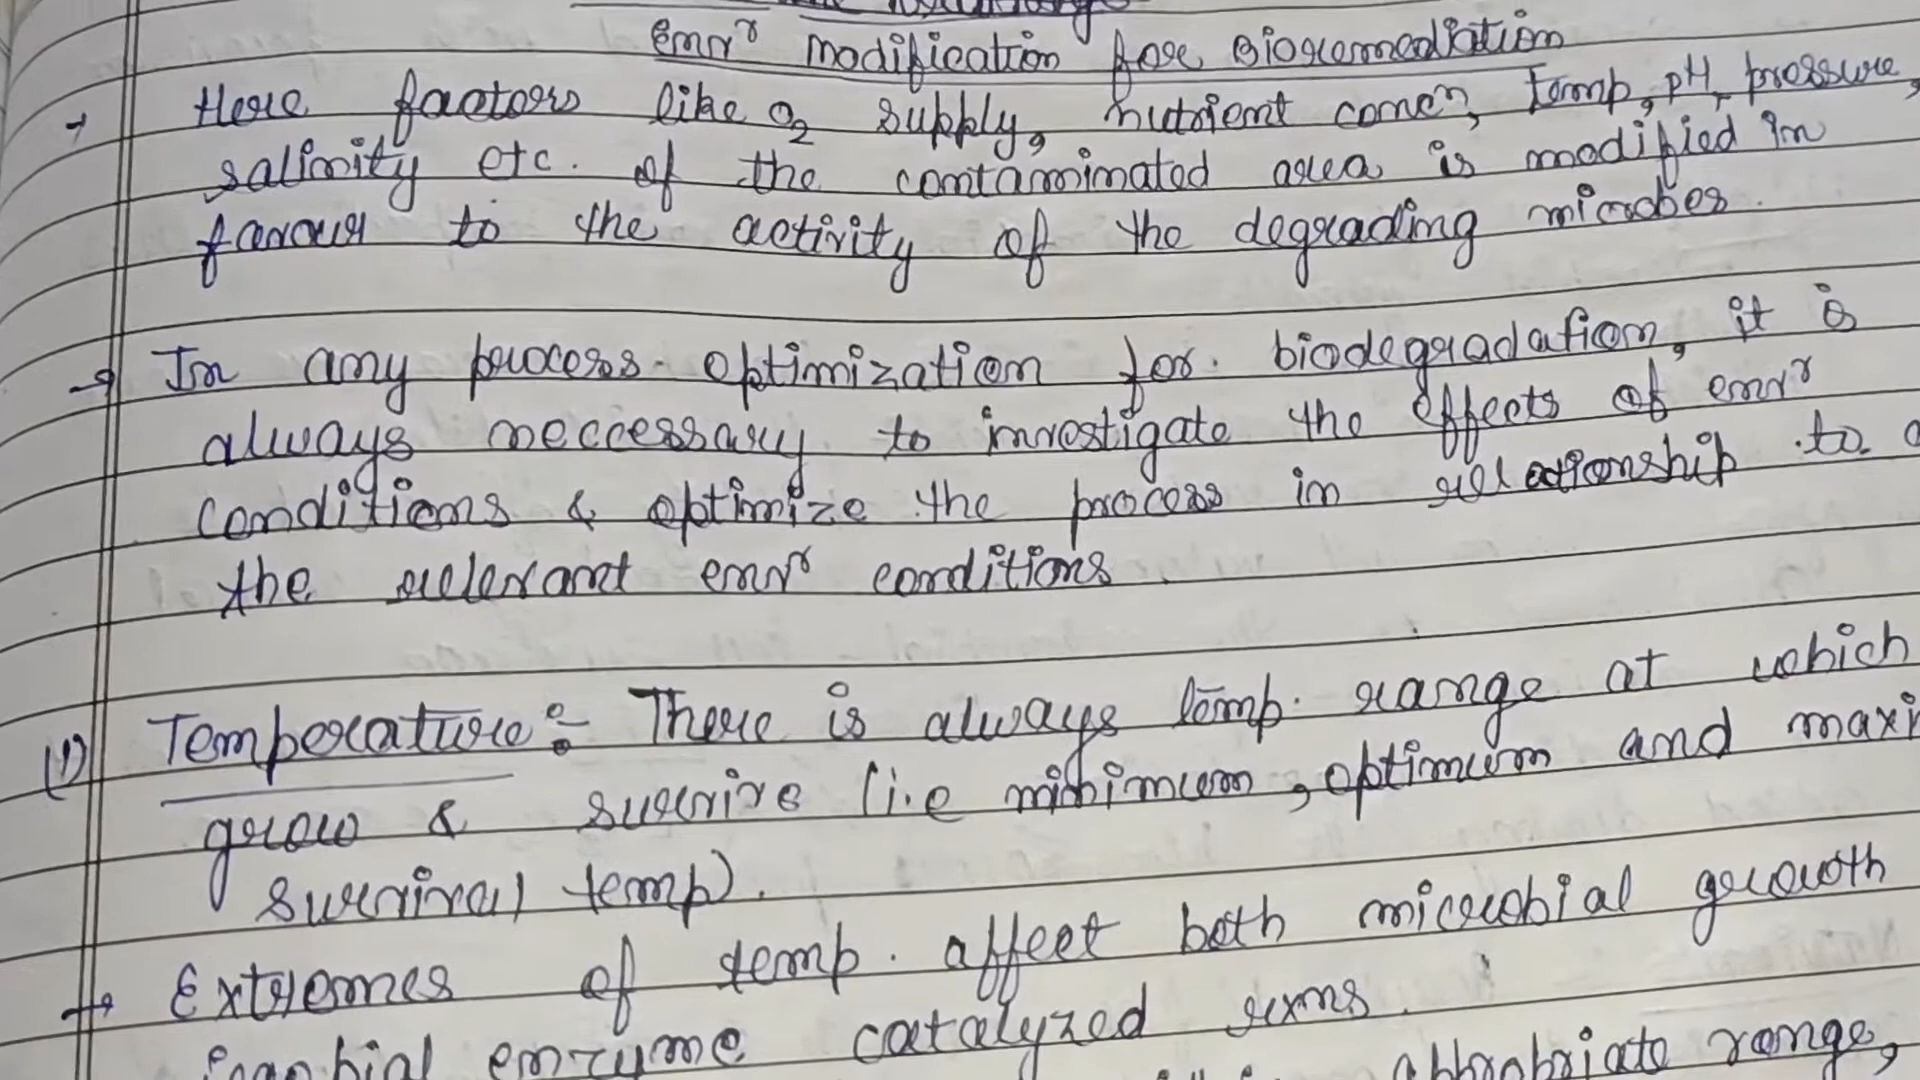 Envrʳ modification for Bioremediation
→ Here factors like O₂ supply, nutrient concn, Temp, pH, pressure,
salinity etc. of the contaminated area is modified in
favour to the activity of the degrading microbes.
→ In any process optimization for biodegradation, it is
always neccessary to investigate the effects of envrʳ
conditions & optimize the process in relationship to
the relevant envrʳ conditions.
(1) Temperature:- There is always temp. range at which
grow & survive (i.e minimum, optimum and maxi
survival temp).
→ Extremes of temp. affect both microbial growth
enzyme catalyzed rxns.
appropriate range,